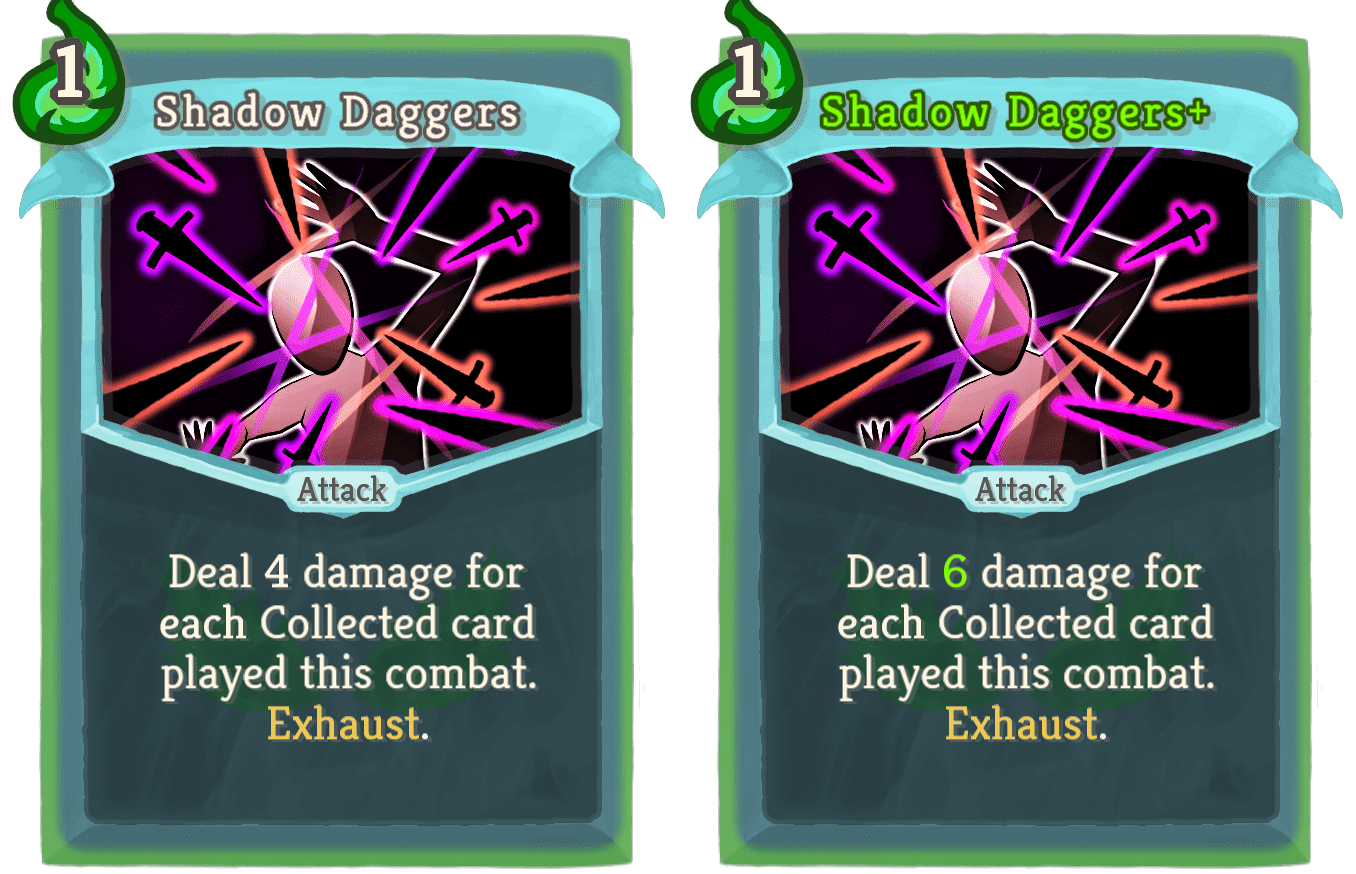 1
Shadow Daggers
Attack
Deal 4 damage for
each Collected card
played this combat.
Exhaust.
1
Shadow Daggers+
Attack
Deal 6 damage for
each Collected card
played this combat.
Exhaust.